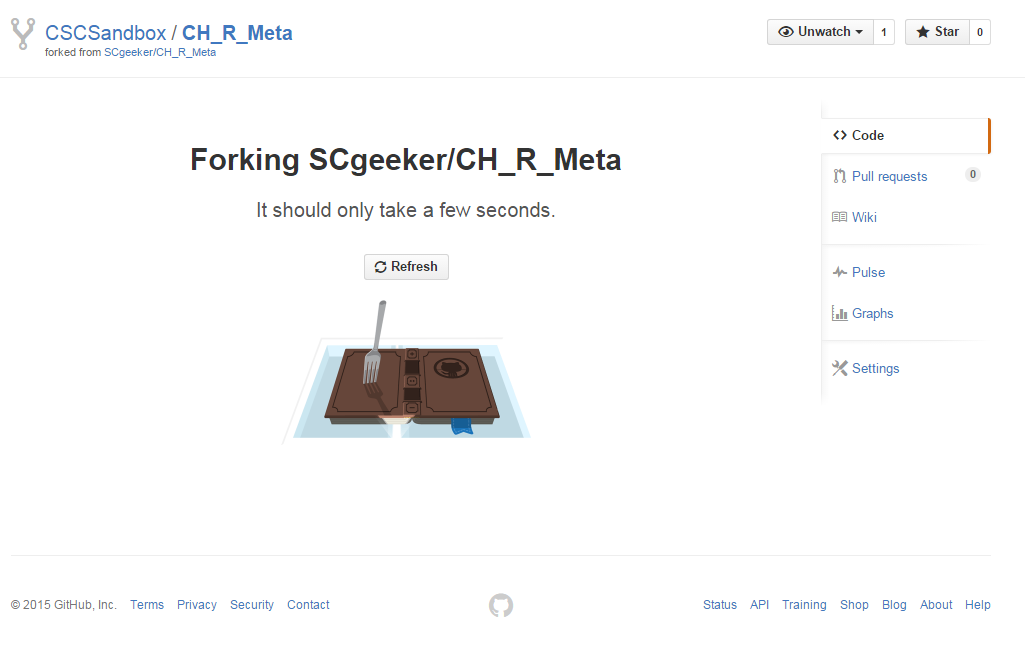 CSCSandbox / CH_R_Meta
forked from SCgeeker/CH_R_Meta
Unwatch 1 Star 0
Forking SCgeeker/CH_R_Meta
It should only take a few seconds.
Refresh
Code
Pull requests 0
Wiki
Pulse
Graphs
Settings
© 2015 GitHub, Inc. Terms Privacy Security Contact Status API Training Shop Blog About Help